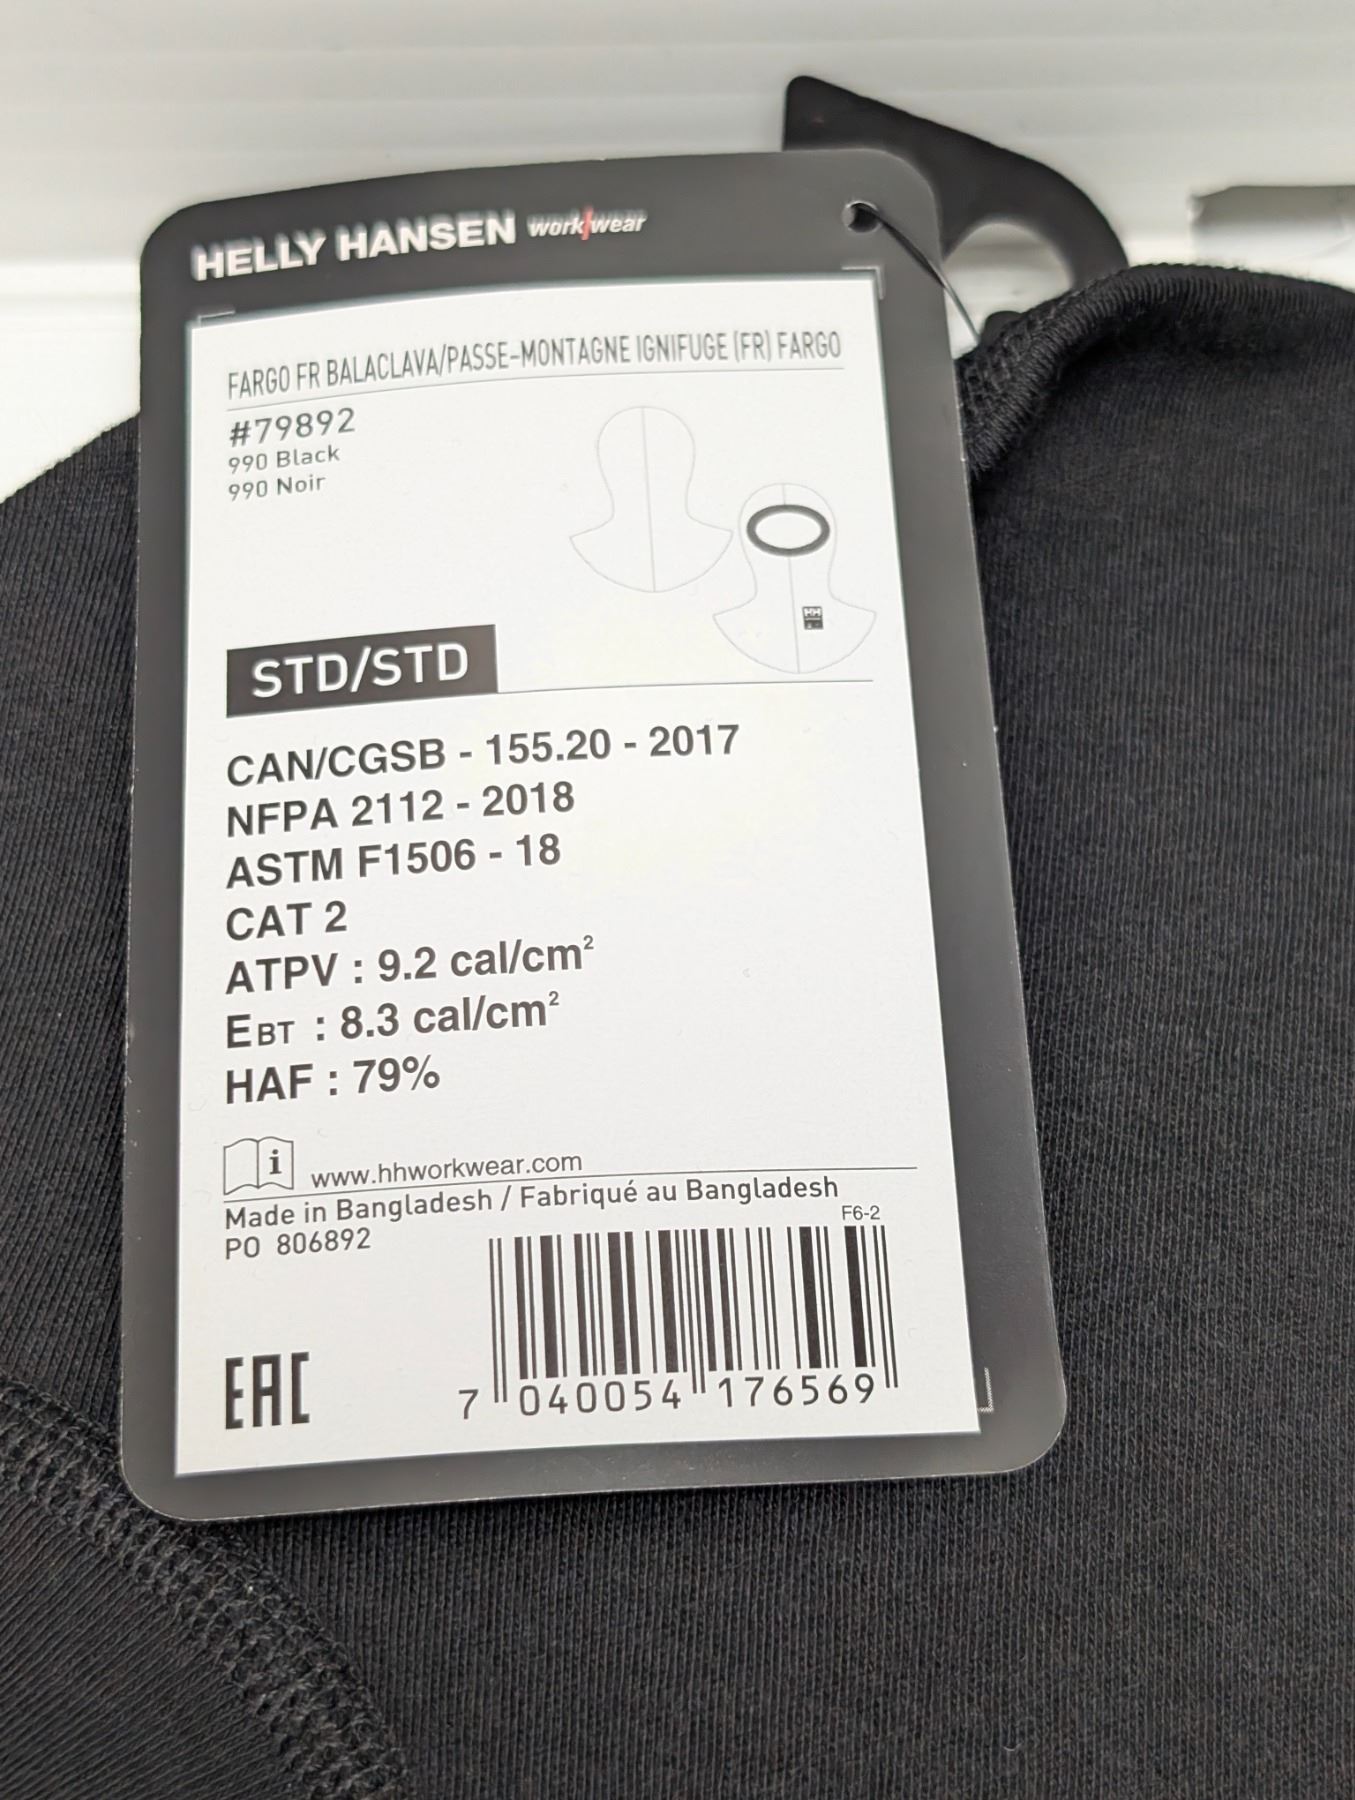 HELLY HANSEN work/wear
FARGO FR BALACLAVA/PASSE-MONTAGNE IGNIFUGE (FR) FARGO
#79892
990 Black
990 Noir
HH
STD/STD
CAN/CGSB - 155.20 - 2017
NFPA 2112 - 2018
ASTM F1506 - 18
CAT 2
ATPV : 9.2 cal/cm²
EBT : 8.3 cal/cm²
HAF : 79%
i www.hhworkwear.com
Made in Bangladesh / Fabriqué au Bangladesh
F6-2
PO 806892
EAC
7 040054 176569